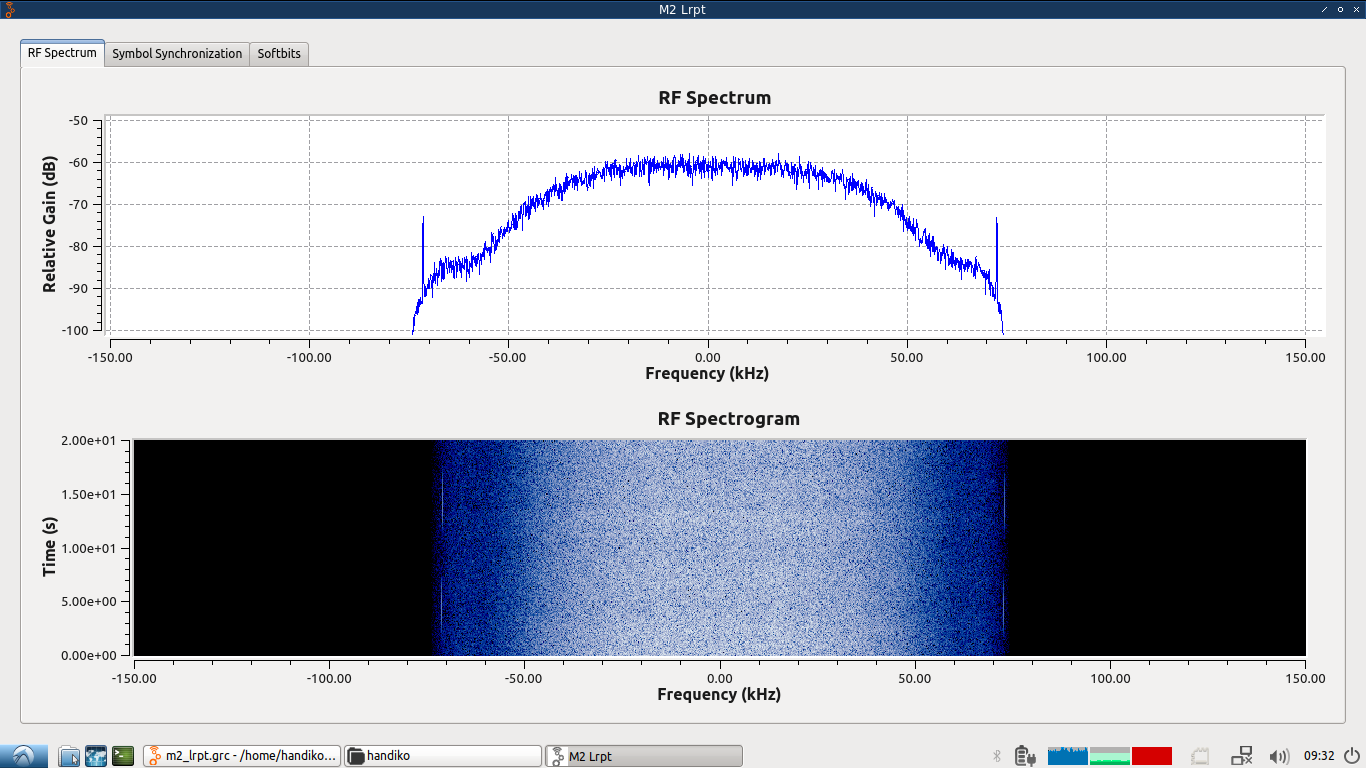 M2 Lrpt
RF Spectrum Symbol Synchronization Softbits
RF Spectrum
Relative Gain (dB)
-50
-60
-70
-80
-90
-100
-150.00 -100.00 -50.00 0.00 50.00 100.00 150.00
Frequency (kHz)
RF Spectrogram
Time (s)
2.00e+01
1.50e+01
1.00e+01
5.00e+00
0.00e+00
-150.00 -100.00 -50.00 0.00 50.00 100.00 150.00
Frequency (kHz)
m2_lrpt.grc - /home/handiko... handiko M2 Lrpt 09:32